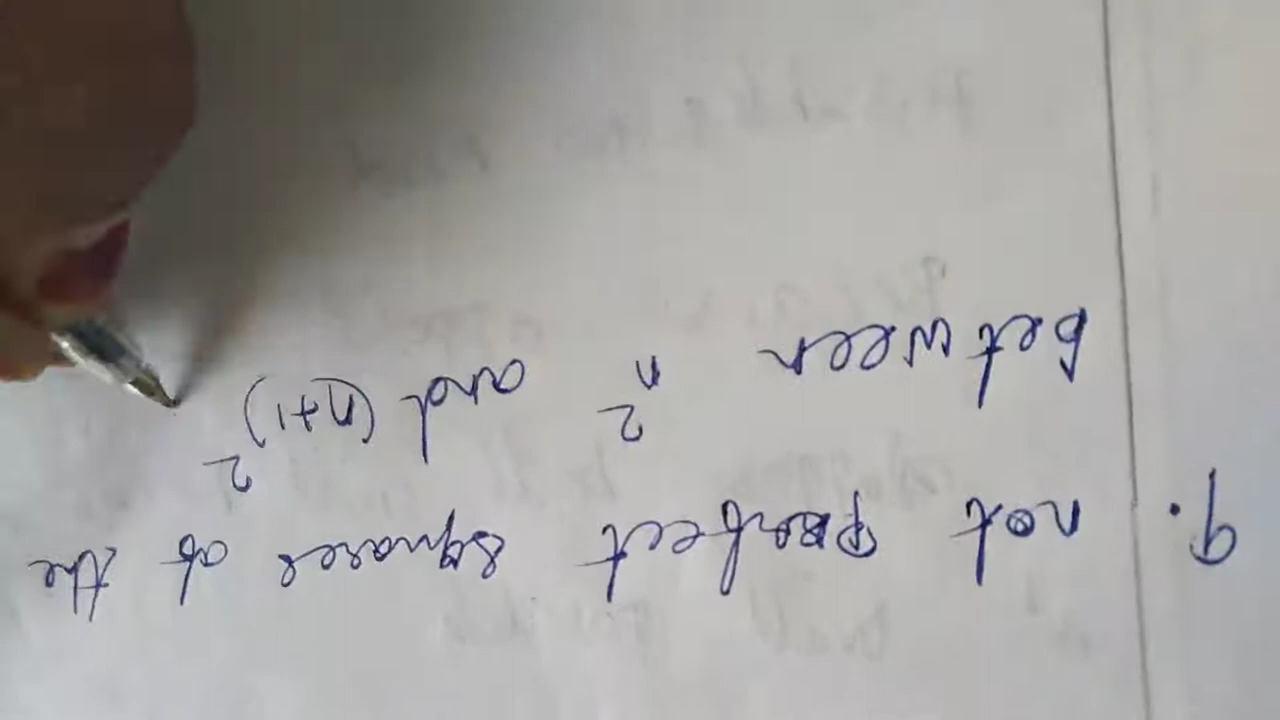 9. not Perfect squares of the
between n² and (n+1)²